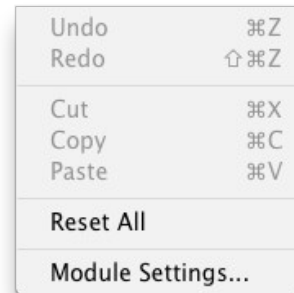 Undo ⌘Z
Redo ⇧⌘Z
Cut ⌘X
Copy ⌘C
Paste ⌘V
Reset All
Module Settings...